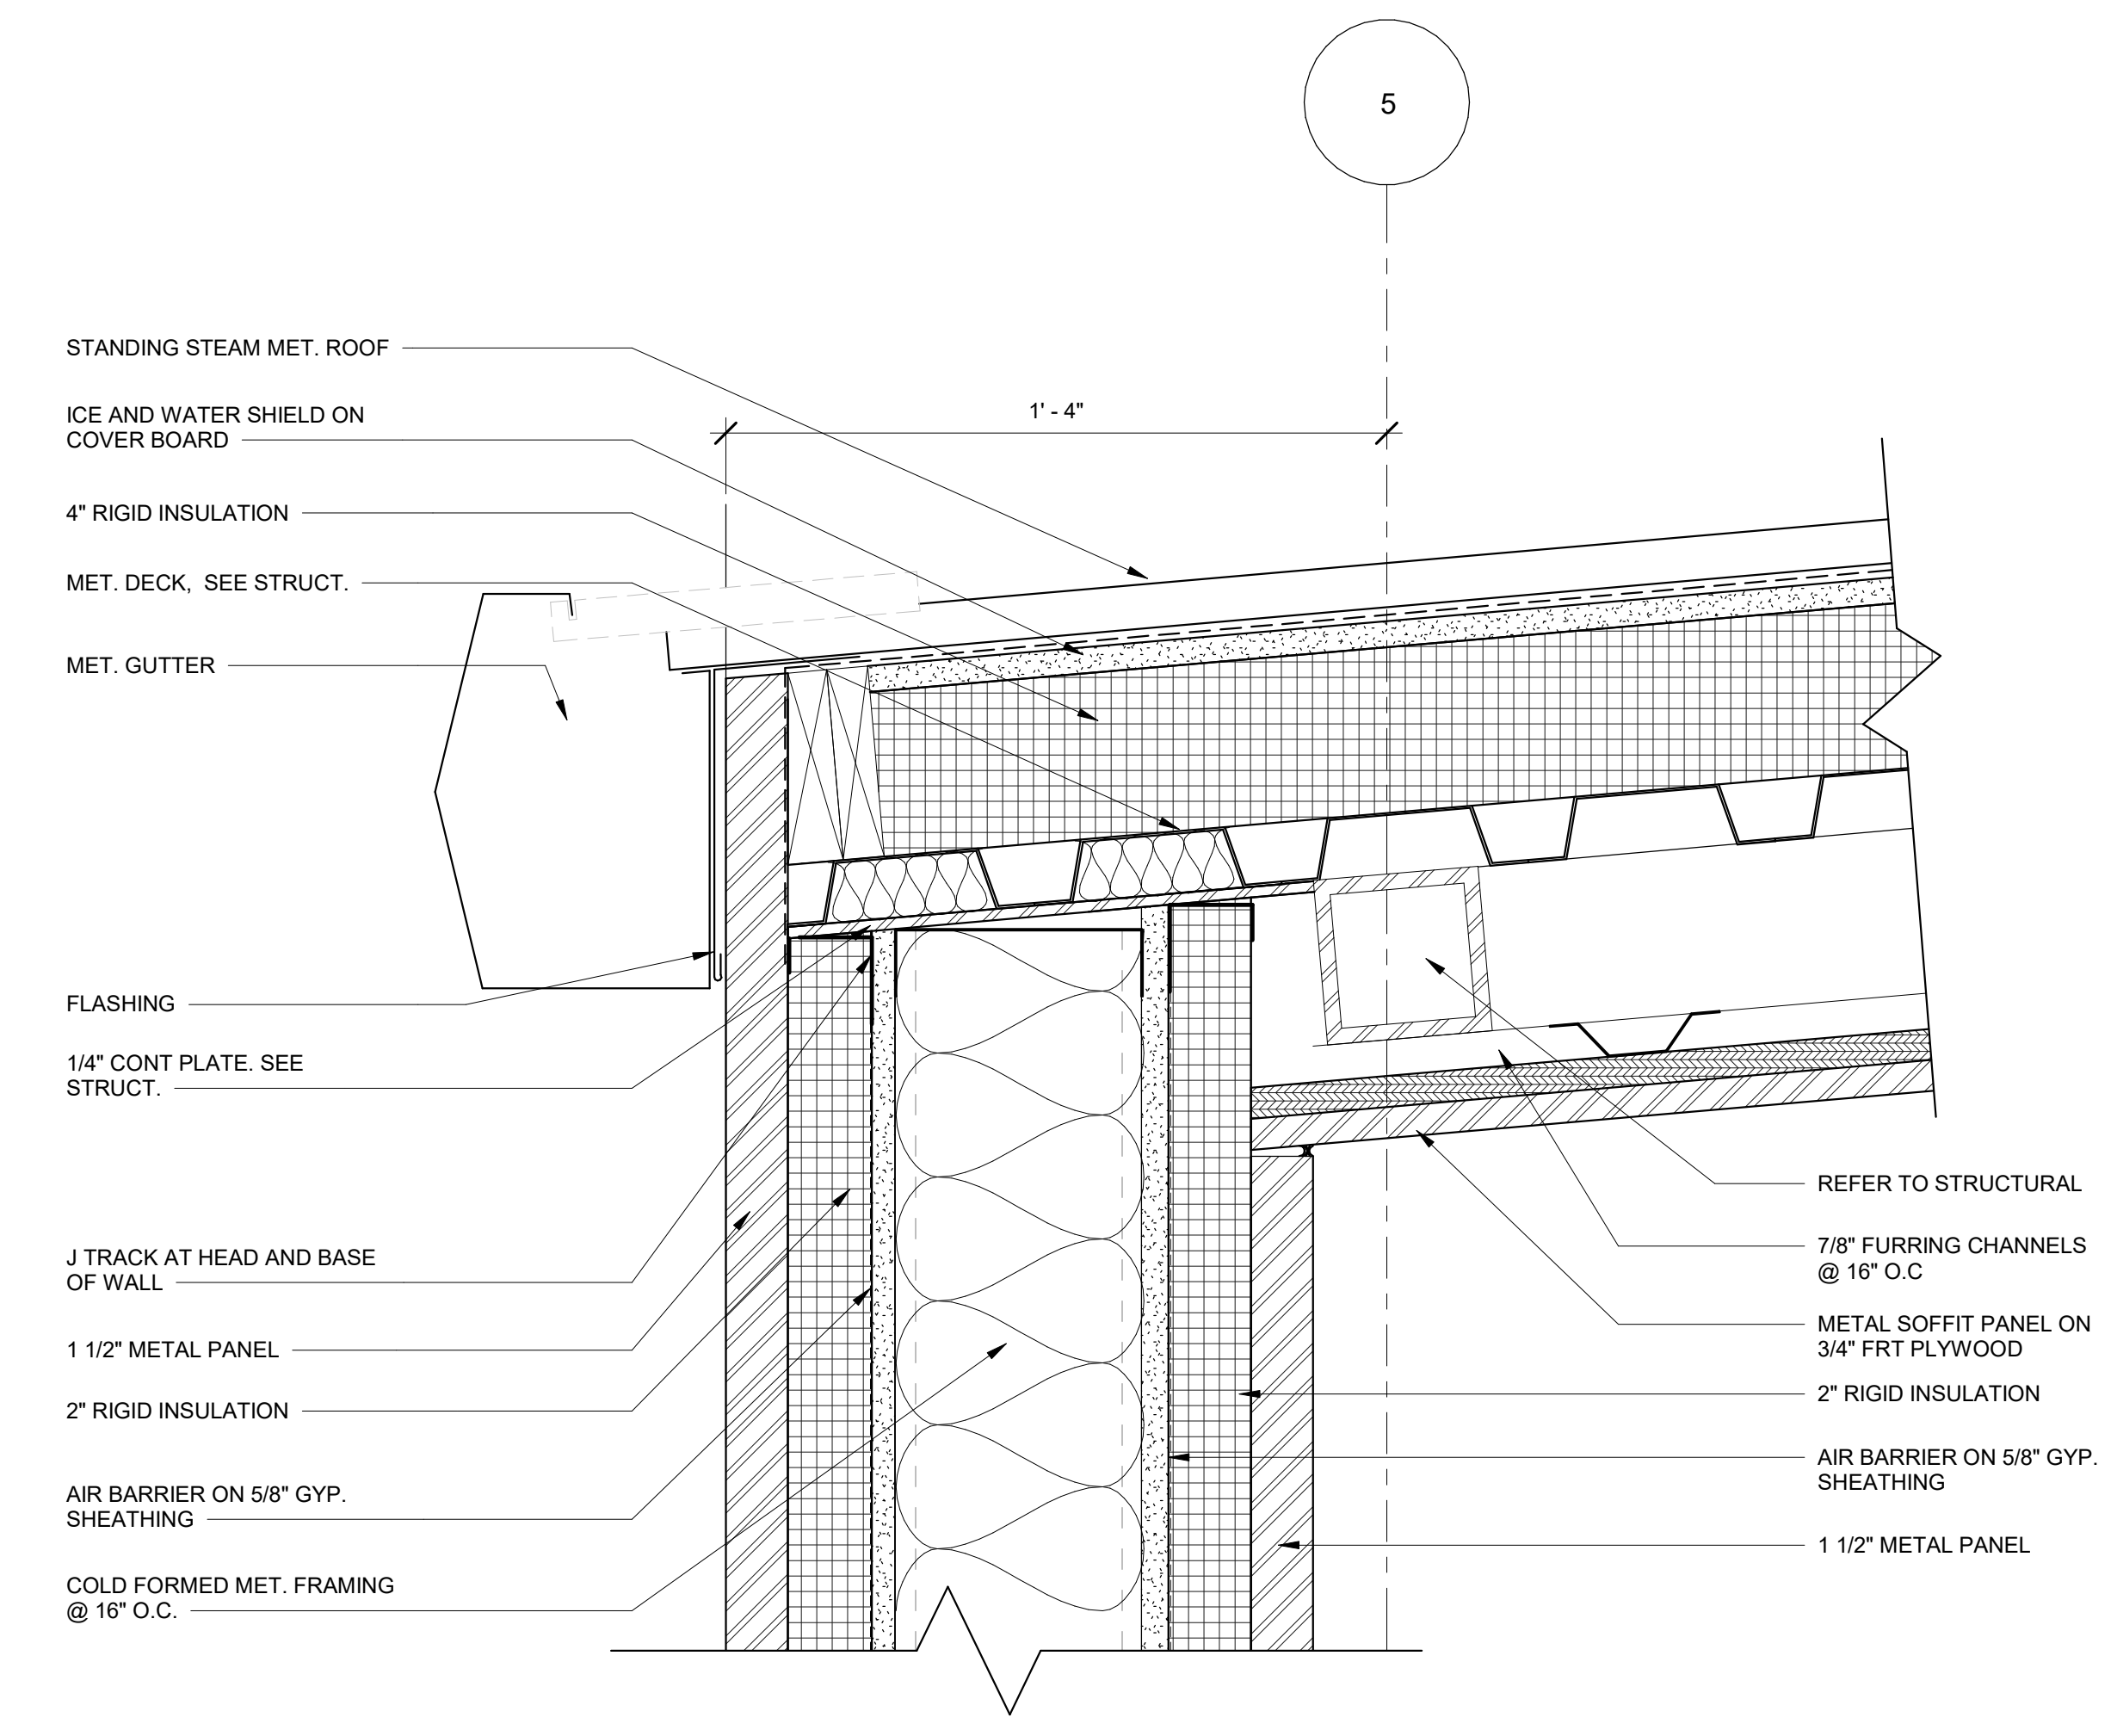 5
1' - 4"
STANDING STEAM MET. ROOF
ICE AND WATER SHIELD ON
COVER BOARD
4" RIGID INSULATION
MET. DECK,  SEE STRUCT.
MET. GUTTER
FLASHING
1/4" CONT PLATE. SEE
STRUCT.
J TRACK AT HEAD AND BASE
OF WALL
1 1/2" METAL PANEL
2" RIGID INSULATION
AIR BARRIER ON 5/8" GYP.
SHEATHING
COLD FORMED MET. FRAMING
@ 16" O.C.
REFER TO STRUCTURAL
7/8" FURRING CHANNELS
@ 16" O.C
METAL SOFFIT PANEL ON
3/4" FRT PLYWOOD
2" RIGID INSULATION
AIR BARRIER ON 5/8" GYP.
SHEATHING
1 1/2" METAL PANEL